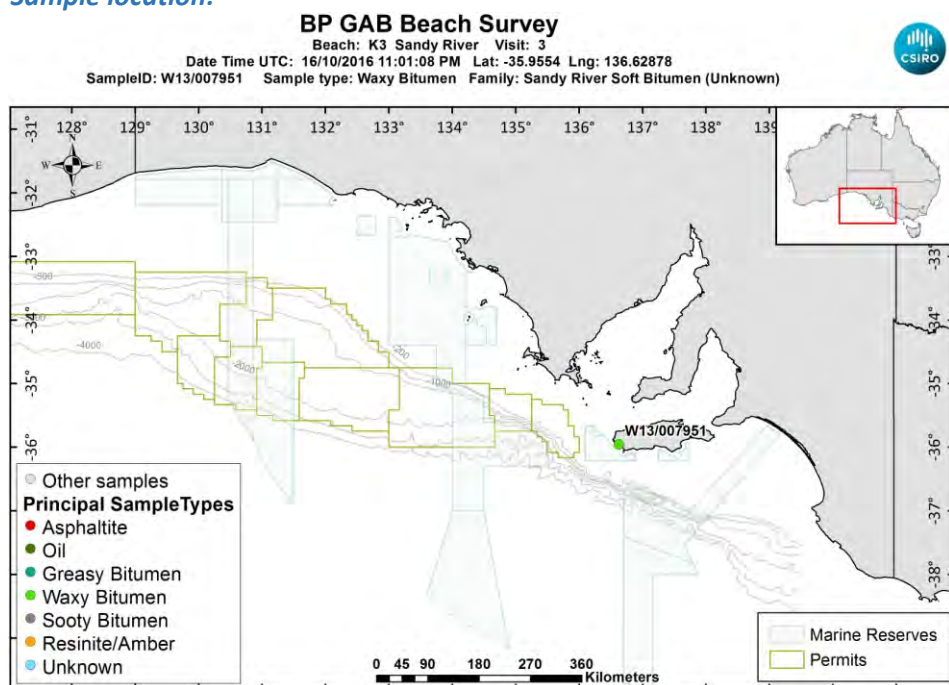 Sample location:
BP GAB Beach Survey
Beach: K3 Sandy River Visit: 3
Date Time UTC: 16/10/2016 11:01:08 PM Lat: -35.9554 Lng: 136.62878
SampleID: W13/007951 Sample type: Waxy Bitumen Family: Sandy River Soft Bitumen (Unknown)
CSIRO
128° 129° 130° 131° 132° 133° 134° 135° 136° 137° 138° 139
-31°
-32°
-33°
-34°
-35°
-36°
-37°
-38°
N
W E
S
-33°
-34°
-35°
-36°
-37°
-38°
-4000
-2000
-200
-1000
W13/007951
Other samples
Principal SampleTypes
Asphaltite
Oil
Greasy Bitumen
Waxy Bitumen
Sooty Bitumen
Resinite/Amber
Unknown
0 45 90 180 270 360
Kilometers
Marine Reserves
Permits